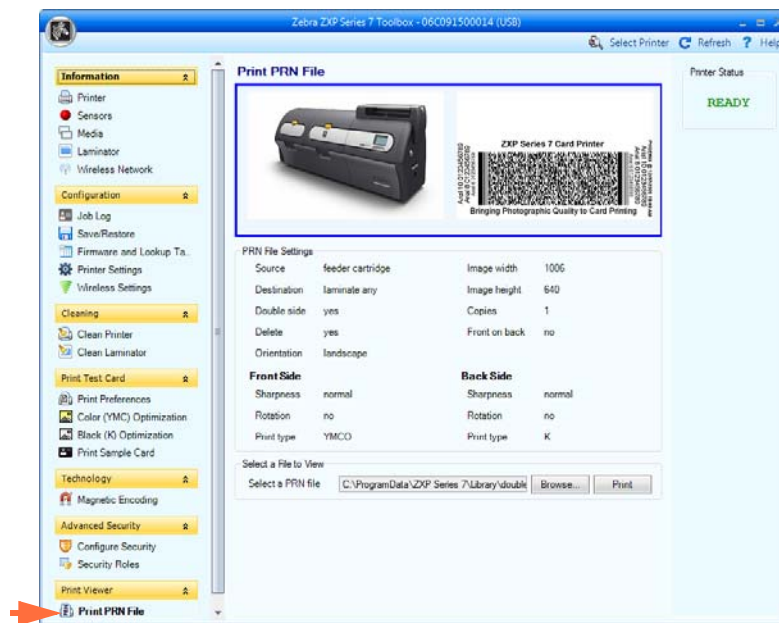 Zebra ZXP Series 7 Toolbox - 06C091500014 (USB)
Select Printer Refresh ? Help
Information
Printer
Sensors
Media
Laminator
Wireless Network
Configuration
Job Log
Save/Restore
Firmware and Lookup Ta..
Printer Settings
Wireless Settings
Cleaning
Clean Printer
Clean Laminator
Print Test Card
Print Preferences
Color (YMC) Optimization
Black (K) Optimization
Print Sample Card
Technology
Magnetic Encoding
Advanced Security
Configure Security
Security Roles
Print Viewer
Print PRN File
Print PRN File
ZXP Series 7 Card Printer
Bringing Photographic Quality to Card Printing
PRN File Settings
Source feeder cartridge Image width 1006
Destination laminate any Image height 640
Double side yes Copies 1
Delete yes Front on back no
Orientation landscape
Front Side Back Side
Sharpness normal Sharpness normal
Rotation no Rotation no
Print type YMCO Print type K
Select a File to View
Select a PRN file C:\ProgramData\ZXP Series 7\Library\double Browse... Print
Printer Status
READY